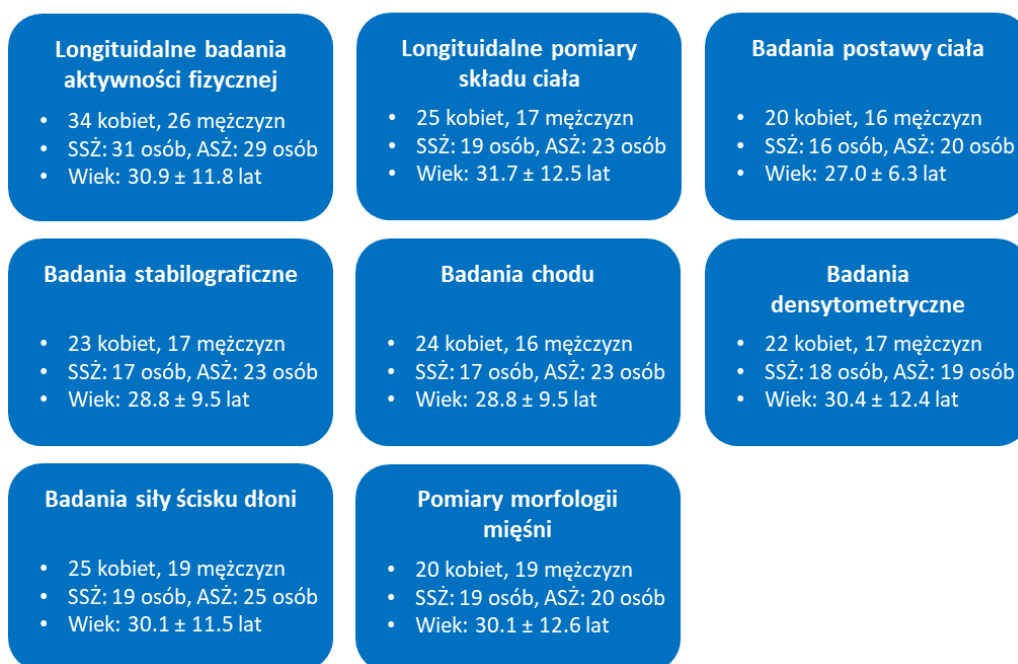 Longituidalne badania
aktywności fizycznej
• 34 kobiet, 26 mężczyzn
• SSŻ: 31 osób, ASŻ: 29 osób
• Wiek: 30.9 ± 11.8 lat
Longituidalne pomiary
składu ciała
• 25 kobiet, 17 mężczyzn
• SSŻ: 19 osób, ASŻ: 23 osób
• Wiek: 31.7 ± 12.5 lat
Badania postawy ciała
• 20 kobiet, 16 mężczyzn
• SSŻ: 16 osób, ASŻ: 20 osób
• Wiek: 27.0 ± 6.3 lat
Badania stabilograficzne
• 23 kobiet, 17 mężczyzn
• SSŻ: 17 osób, ASŻ: 23 osób
• Wiek: 28.8 ± 9.5 lat
Badania chodu
• 24 kobiet, 16 mężczyzn
• SSŻ: 17 osób, ASŻ: 23 osób
• Wiek: 28.8 ± 9.5 lat
Badania
densytometryczne
• 22 kobiet, 17 mężczyzn
• SSŻ: 18 osób, ASŻ: 19 osób
• Wiek: 30.4 ± 12.4 lat
Badania siły ścisku dłoni
• 25 kobiet, 19 mężczyzn
• SSŻ: 19 osób, ASŻ: 25 osób
• Wiek: 30.1 ± 11.5 lat
Pomiary morfologii
mięśni
• 20 kobiet, 19 mężczyzn
• SSŻ: 19 osób, ASŻ: 20 osób
• Wiek: 30.1 ± 12.6 lat